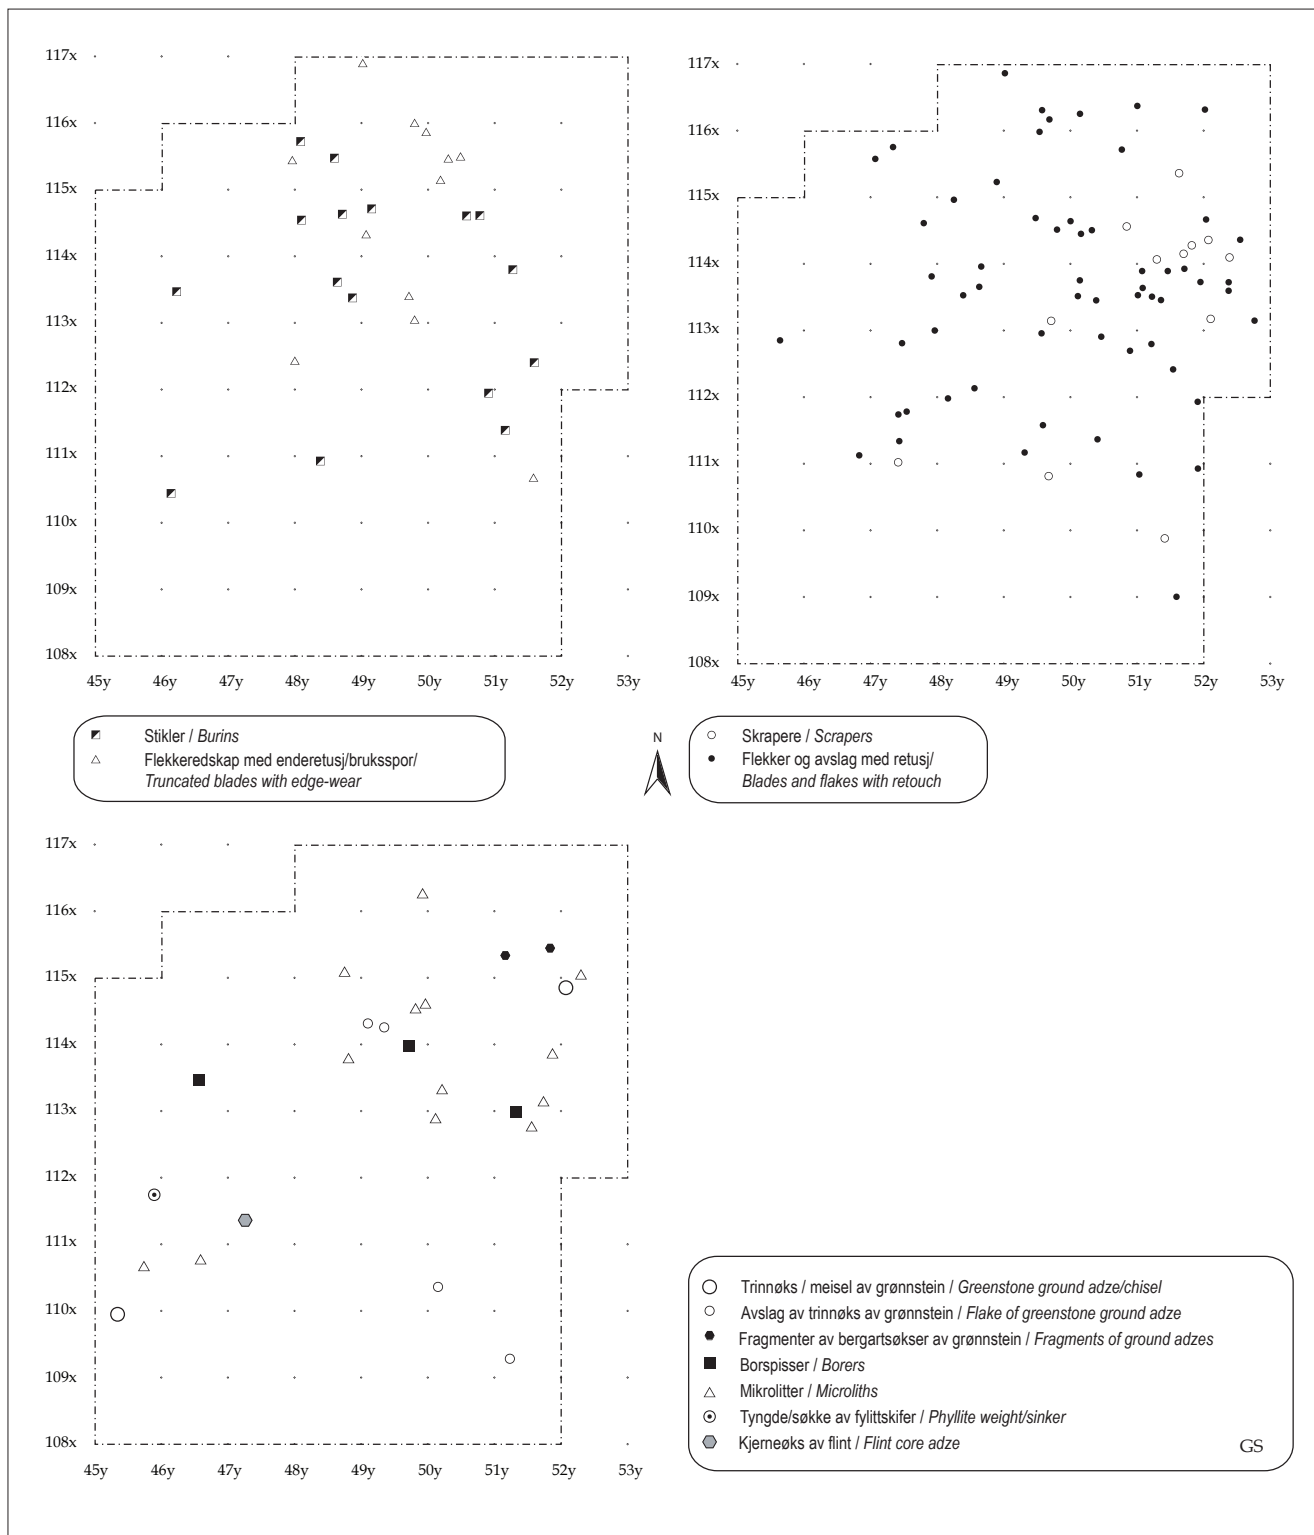 117x
116x
115x
114x
113x
112x
111x
110x
109x
108x
45y 46y 47y 48y 49y 50y 51y 52y 53y
117x
116x
115x
114x
113x
112x
111x
110x
109x
108x
45y 46y 47y 48y 49y 50y 51y 52y 53y
Stikler / Burins
Flekkeredskap med enderetusj/bruksspor/
Truncated blades with edge-wear
N
Skrapere / Scrapers
Flekker og avslag med retusj/
Blades and flakes with retouch
117x
116x
115x
114x
113x
112x
111x
110x
109x
108x
45y 46y 47y 48y 49y 50y 51y 52y 53y
Trinnøks / meisel av grønnstein / Greenstone ground adze/chisel
Avslag av trinnøks av grønnstein / Flake of greenstone ground adze
Fragmenter av bergartsøkser av grønnstein / Fragments of ground adzes
Borspisser / Borers
Mikrolitter / Microliths
Tyngde/søkke av fylittskifer / Phyllite weight/sinker
Kjerneøks av flint / Flint core adze
GS